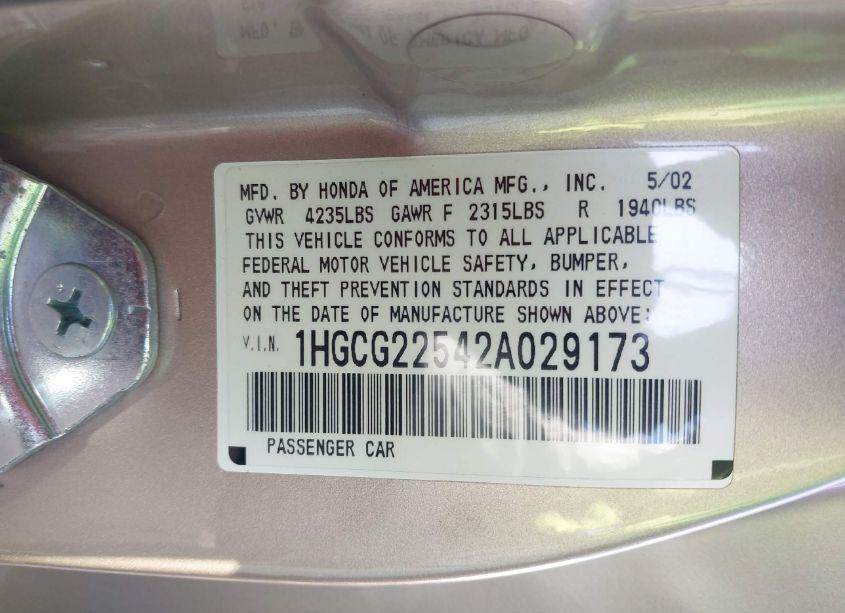 MFD. BY HONDA OF AMERICA MFG., INC. 5/02
GVWR 4235LBS GAWR F 2315LBS R 1940LBS
THIS VEHICLE CONFORMS TO ALL APPLICABLE
FEDERAL MOTOR VEHICLE SAFETY, BUMPER,
AND THEFT PREVENTION STANDARDS IN EFFECT
ON THE DATE OF MANUFACTURE SHOWN ABOVE:
V.I.N. 1HGCG22542A029173
PASSENGER CAR